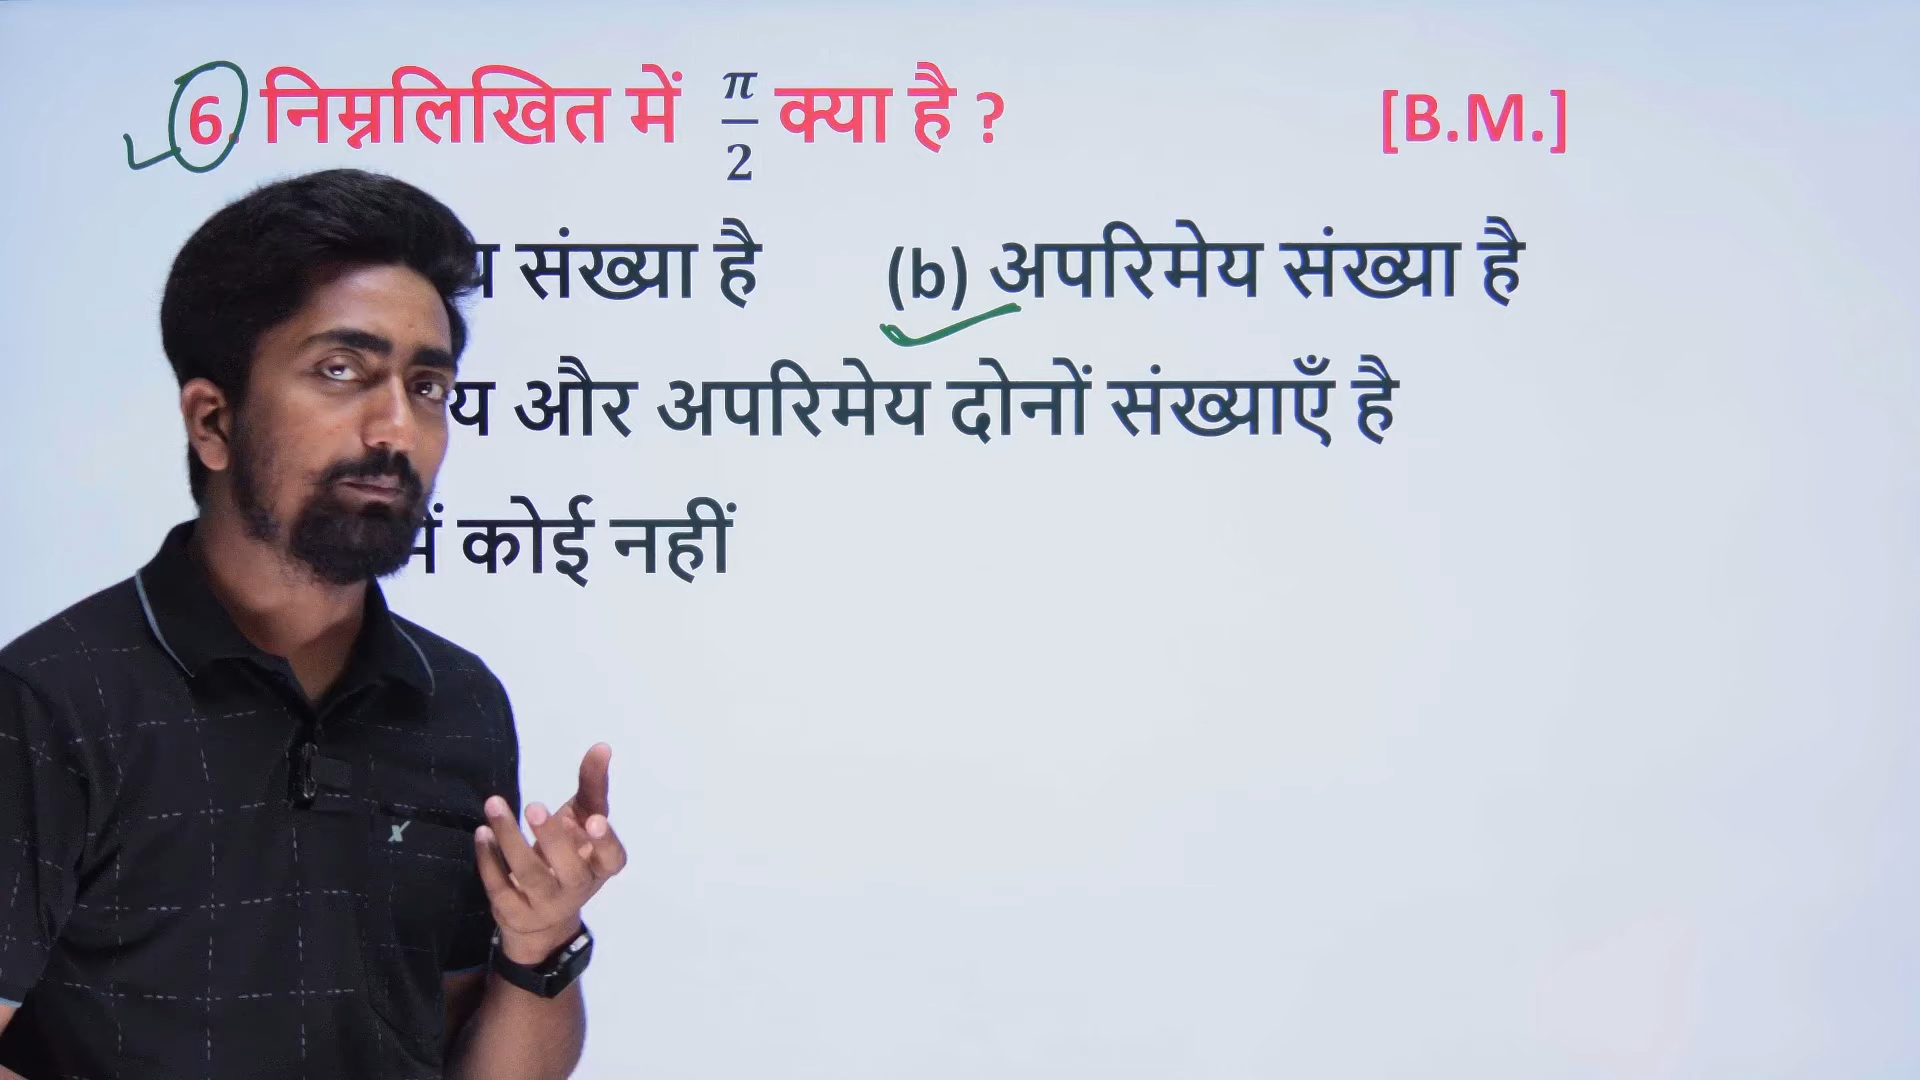 6. निम्नलिखित में π/2 क्या है ? [B.M.]
संख्या है (b) अपरिमेय संख्या है
और अपरिमेय दोनों संख्याएँ है
कोई नहीं